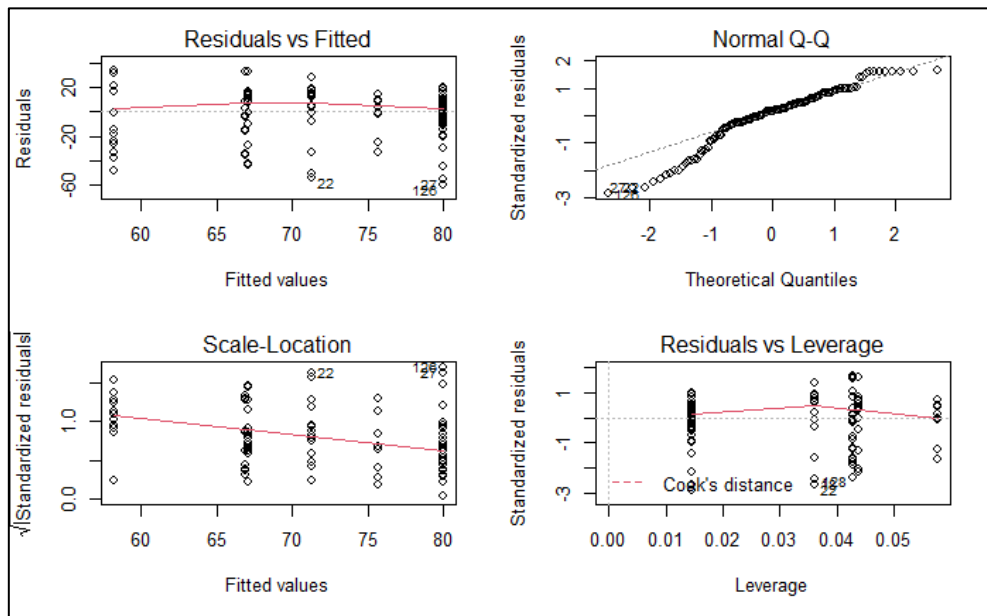 Residuals vs Fitted
Residuals
20
-20
-60
22
27
60
65
70
75
80
Fitted values
Normal Q-Q
Standardized residuals
2
1
-1
-3
-2
-1
0
1
2
Theoretical Quantiles
Scale-Location
√|Standardized residuals|
1.0
0.0
22
27
60
65
70
75
80
Fitted values
Residuals vs Leverage
Standardized residuals
1
-1
-3
Cook's distance
22
0.00
0.01
0.02
0.03
0.04
0.05
Leverage